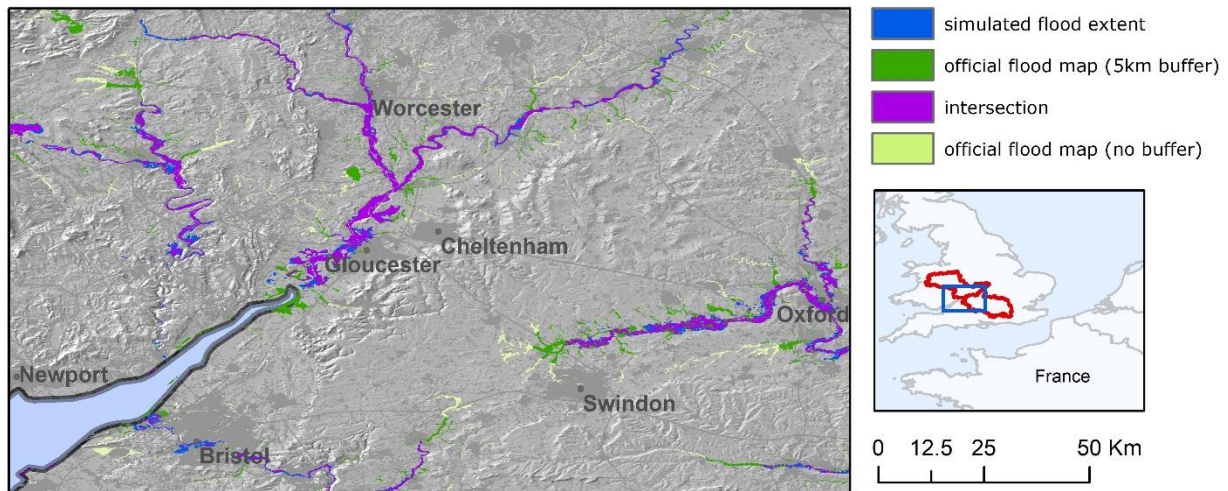 Worcester
Cheltenham
Gloucester
Oxford
Newport
Swindon
Bristol
simulated flood extent
official flood map (5km buffer)
intersection
official flood map (no buffer)
France
0 12.5 25 50 Km